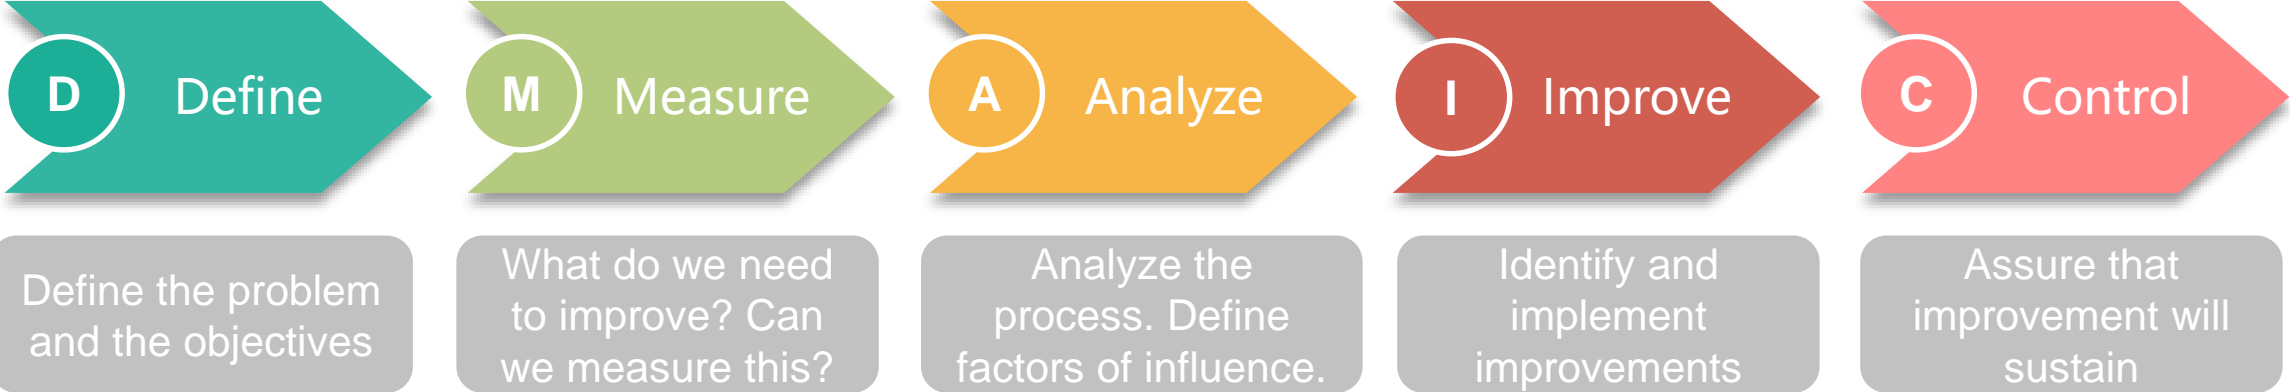 D Define
M Measure
A Analyze
I Improve
C Control
Define the problem
and the objectives
What do we need
to improve? Can
we measure this?
Analyze the
process. Define
factors of influence.
Identify and
implement
improvements
Assure that
improvement will
sustain